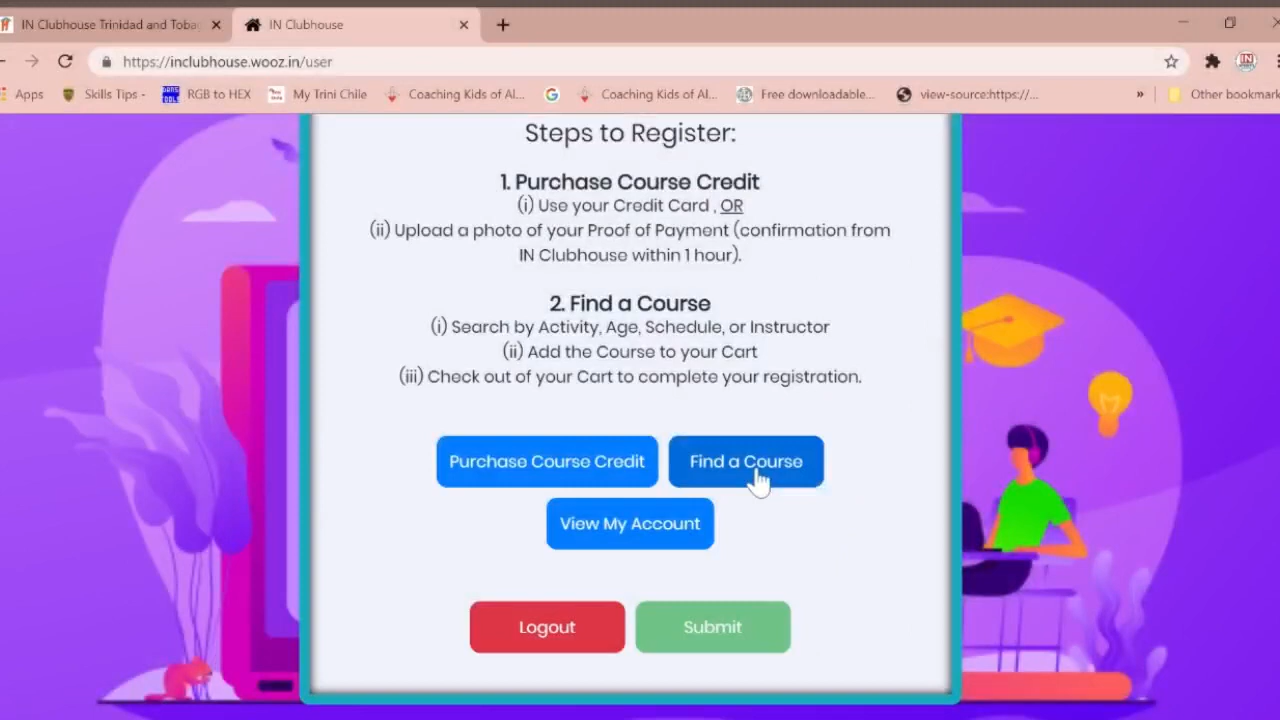 IN Clubhouse Trinidad and Toba
IN Clubhouse
https://inclubhouse.wooz.in/user
Apps
Skills Tips -
RGB to HEX
My Trini Chile
Coaching Kids of Al...
Coaching Kids of Al...
Free downloadable...
view-source:https://...
»
Other bookmark
Steps to Register:
1. Purchase Course Credit
(i) Use your Credit Card , OR
(ii) Upload a photo of your Proof of Payment (confirmation from
IN Clubhouse within 1 hour).
2. Find a Course
(i) Search by Activity, Age, Schedule, or Instructor
(ii) Add the Course to your Cart
(iii) Check out of your Cart to complete your registration.
Purchase Course Credit
Find a Course
View My Account
Logout
Submit